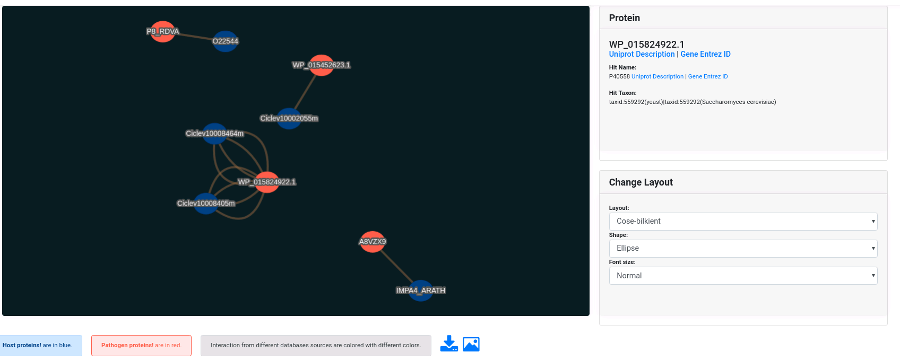 P8_RDVA
O22544
WP_015452623.1
Ciclev10002055m
Ciclev10008464m
WP_015824922.1
Ciclev10008405m
A8VZX9
IMPA4_ARATH
Protein
WP_015824922.1
Uniprot Description | Gene Entrez ID
Hit Name:
P40558 Uniprot Description | Gene Entrez ID
Hit Taxon:
taxid:559292(yeast)|taxid:559292(Saccharomyces cerevisiae)
Change Layout
Layout:
Cose-bilkient
Shape:
Ellipse
Font size:
Normal
Host proteins! are in blue.
Pathogen proteins! are in red.
Interaction from different databases sources are colored with different colors.